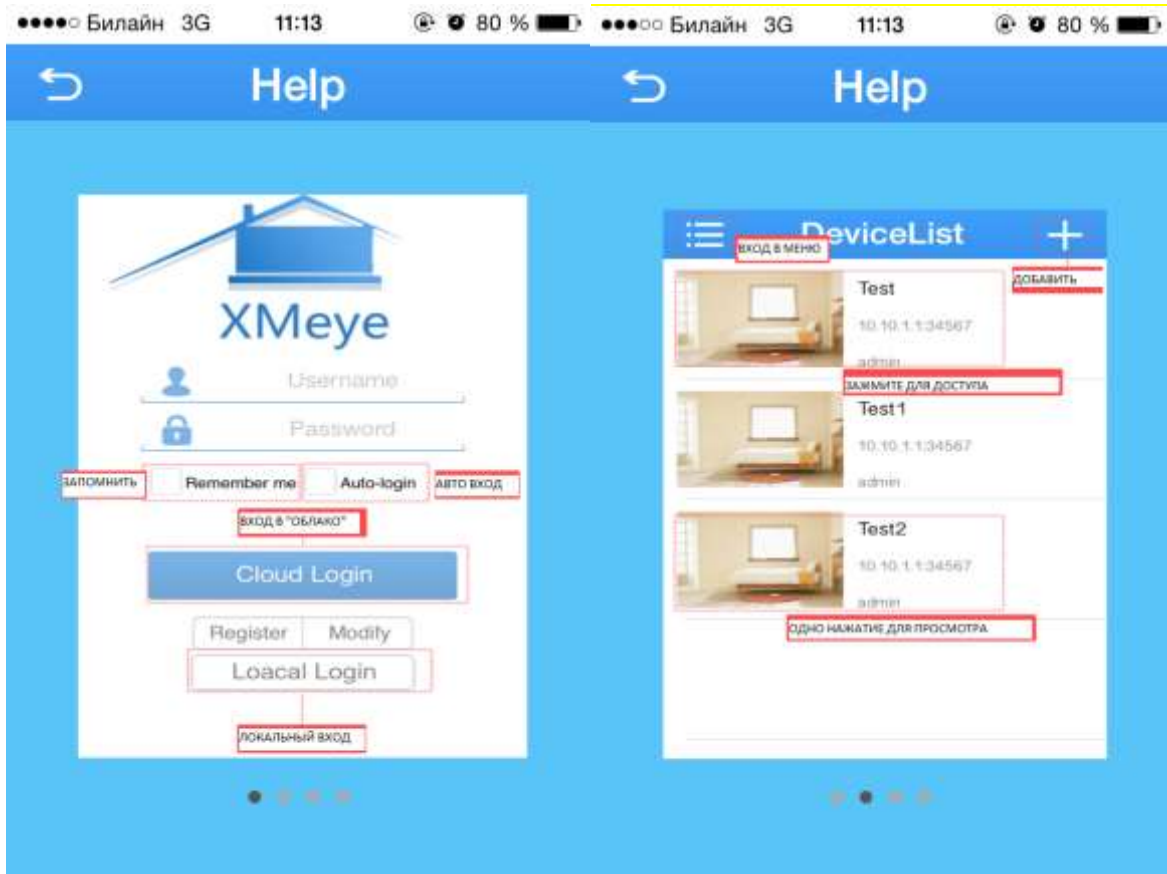 Билайн 3G 11:13 80 %
Help
XMeye
Username
Password
ЗАПОМНИТЬ Remember me Auto-login АВТО ВХОД
ВХОД В "ОБЛАКО"
Cloud Login
Register Modify
Loacal Login
ЛОКАЛЬНЫЙ ВХОД
Билайн 3G 11:13 80 %
Help
DeviceList
ВХОД В МЕНЮ
ДОБАВИТЬ
Test
10.10.1.1:34567
admin
ЗАЖМИТЕ ДЛЯ ДОСТУПА
Test1
10.10.1.1:34567
admin
Test2
10.10.1.1:34567
admin
ОДНО НАЖАТИЕ ДЛЯ ПРОСМОТРА